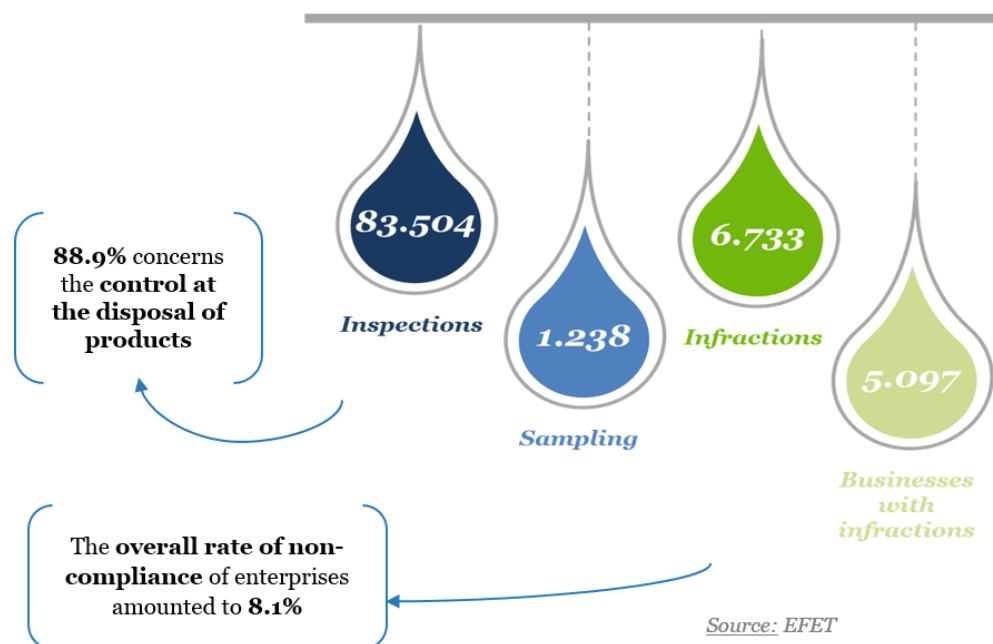 83.504
Inspections
1.238
Sampling
6.733
Infractions
5.097
Businesses
with
infractions
88.9% concerns
the control at
the disposal of
products
The overall rate of non-
compliance of enterprises
amounted to 8.1%
Source: EFET